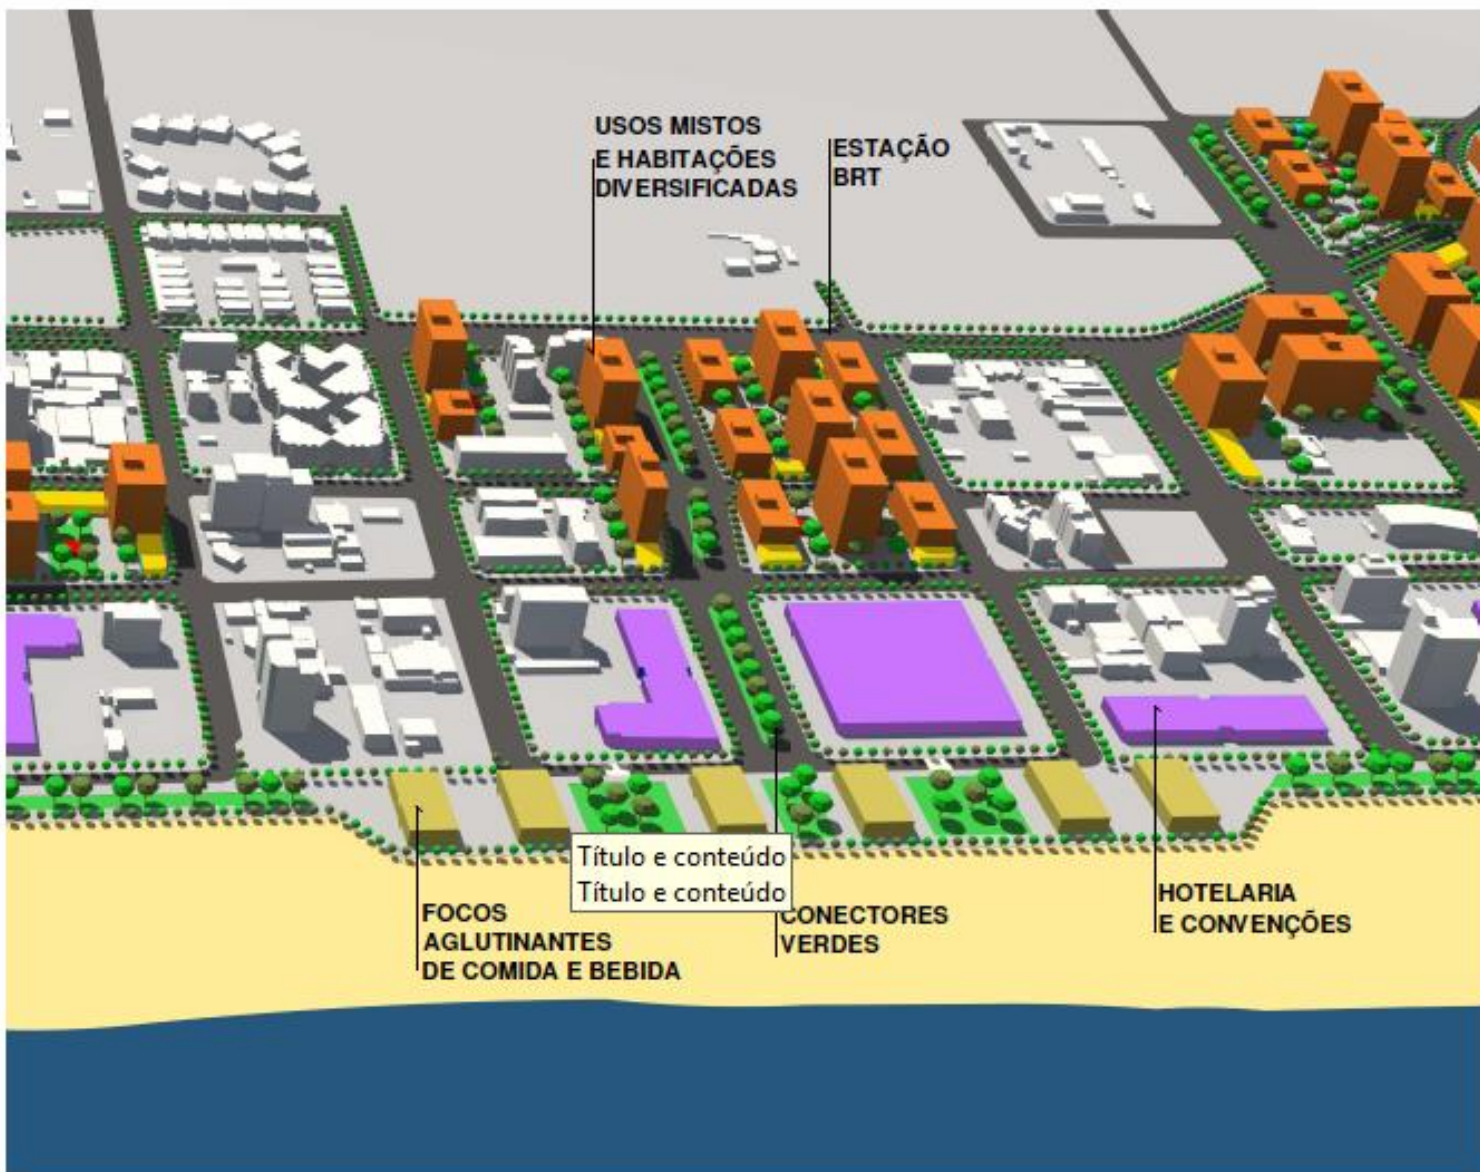 USOS MISTOS
E HABITAÇÕES
DIVERSIFICADAS
ESTAÇÃO
BRT
Título e conteúdo
Título e conteúdo
FOCOS
AGLUTINANTES
DE COMIDA E BEBIDA
CONECTORES
VERDES
HOTELARIA
E CONVENÇÕES